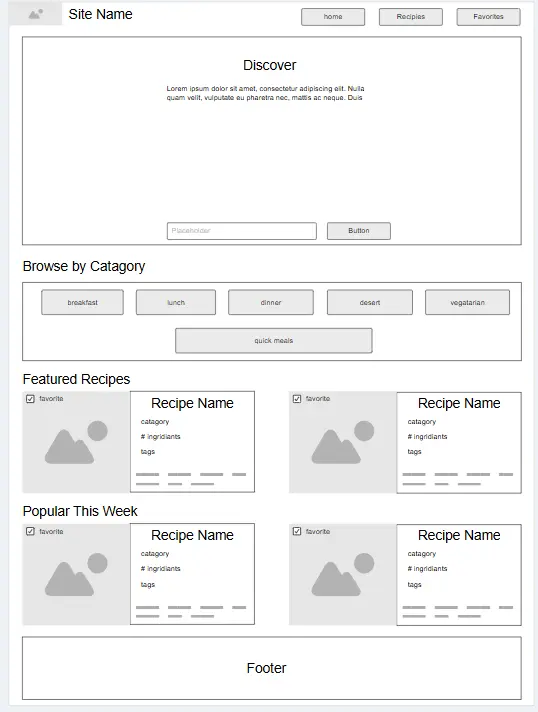 Site Name
home
Recipies
Favorites
Discover
Lorem ipsum dolor sit amet, consectetur adipiscing elit. Nulla
quam velit, vulputate eu pharetra nec, mattis ac neque. Duis
Placeholder
Button
Browse by Catagory
breakfast
lunch
dinner
desert
vegatarian
quick meals
Featured Recipes
favorite
Recipe Name
catagory
# ingridiants
tags
favorite
Recipe Name
catagory
# ingridiants
tags
Popular This Week
favorite
Recipe Name
catagory
# ingridiants
tags
favorite
Recipe Name
catagory
# ingridiants
tags
Footer